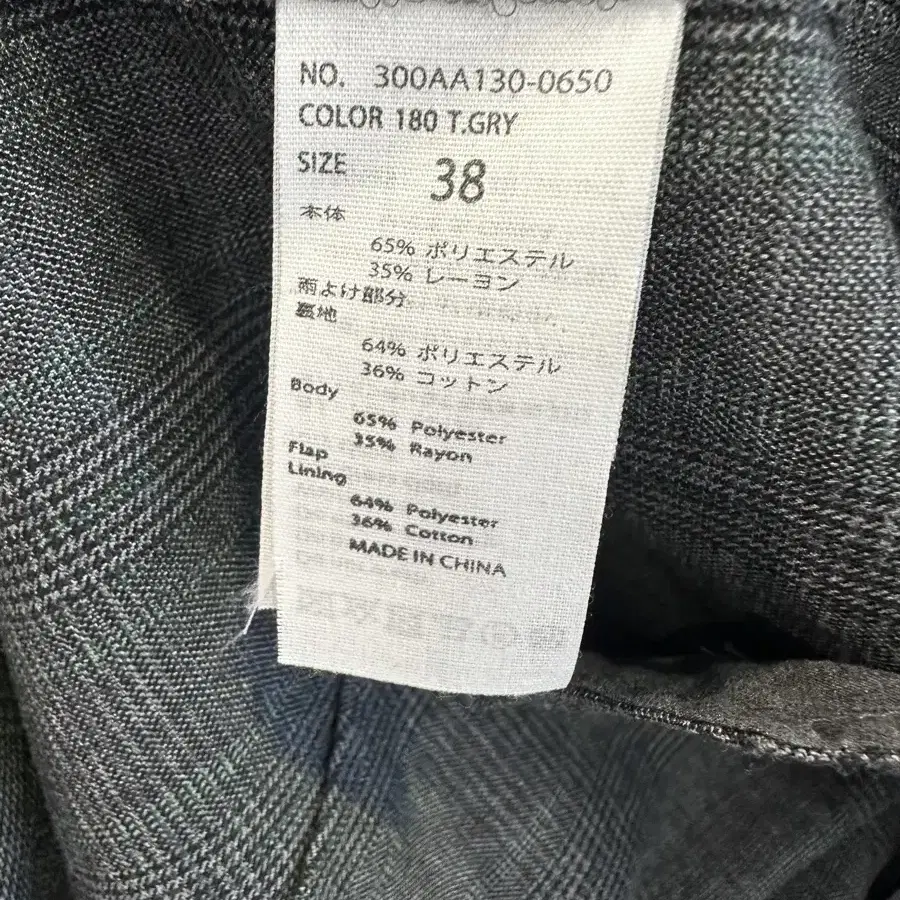 NO. 300AA130-0650
COLOR 180 T.GRY
SIZE 38
本体
65% ポリエステル
35% レーヨン
雨よけ部分
裏地
64% ポリエステル
36% コットン
Body
65% Polyester
35% Rayon
Flap
Lining
64% Polyester
36% Cotton
MADE IN CHINA